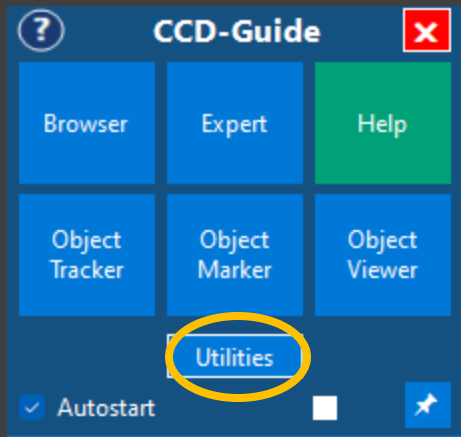 ? CCD-Guide
Browser Expert Help
Object Object Object
Tracker Marker Viewer
Utilities
Autostart